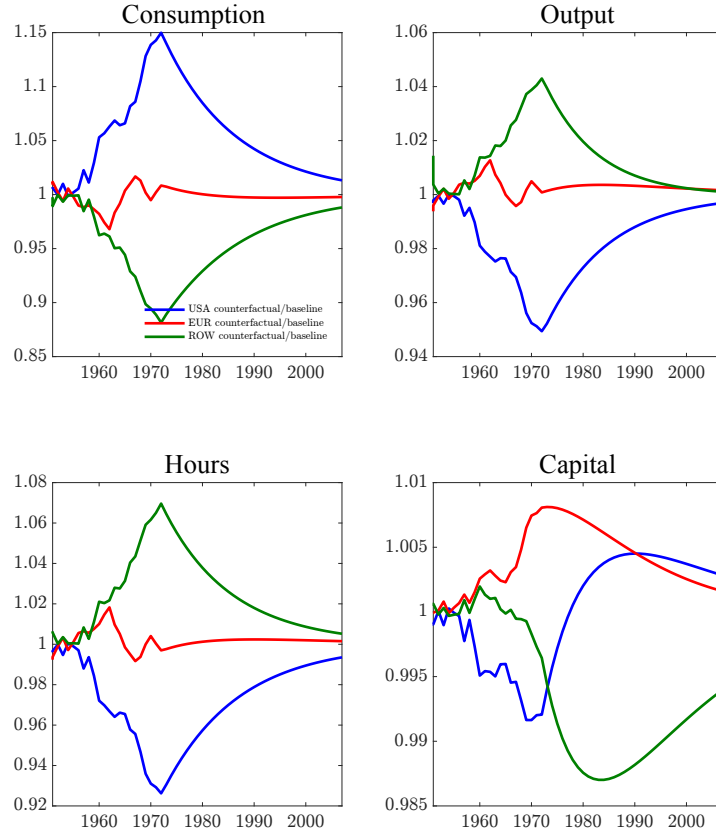 Consumption
1.15
1.1
1.05
1
0.95
0.9
0.85
USA counterfactual/baseline
EUR counterfactual/baseline
ROW counterfactual/baseline
1960 1970 1980 1990 2000
Output
1.06
1.04
1.02
1
0.98
0.96
0.94
1960 1970 1980 1990 2000
Hours
1.08
1.06
1.04
1.02
1
0.98
0.96
0.94
0.92
1960 1970 1980 1990 2000
Capital
1.01
1.005
1
0.995
0.99
0.985
1960 1970 1980 1990 2000